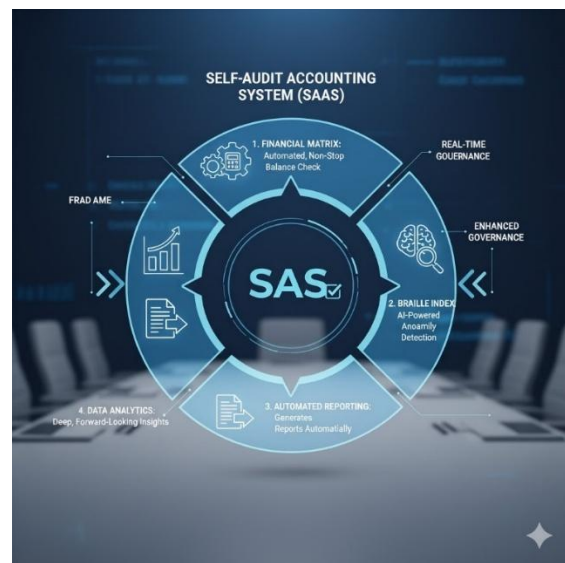 SELF-AUDIT ACCOUNTING
SYSTEM (SAAS)
1. FINANCIAL MATRIX:
Automated, Non-Stop
Balance Check
REAL-TIME
GOUERNANCE
FRAD AME
ENHANCED
GOVERNANCE
SAS
2. BRAILLE INDEX
AI-Powered
Anoamily
Detection
3. AUTOMATED REPORTING:
Generates
Reports Automatially
4. DATA ANALYTICS:
Deep, Forward-Looking Insights